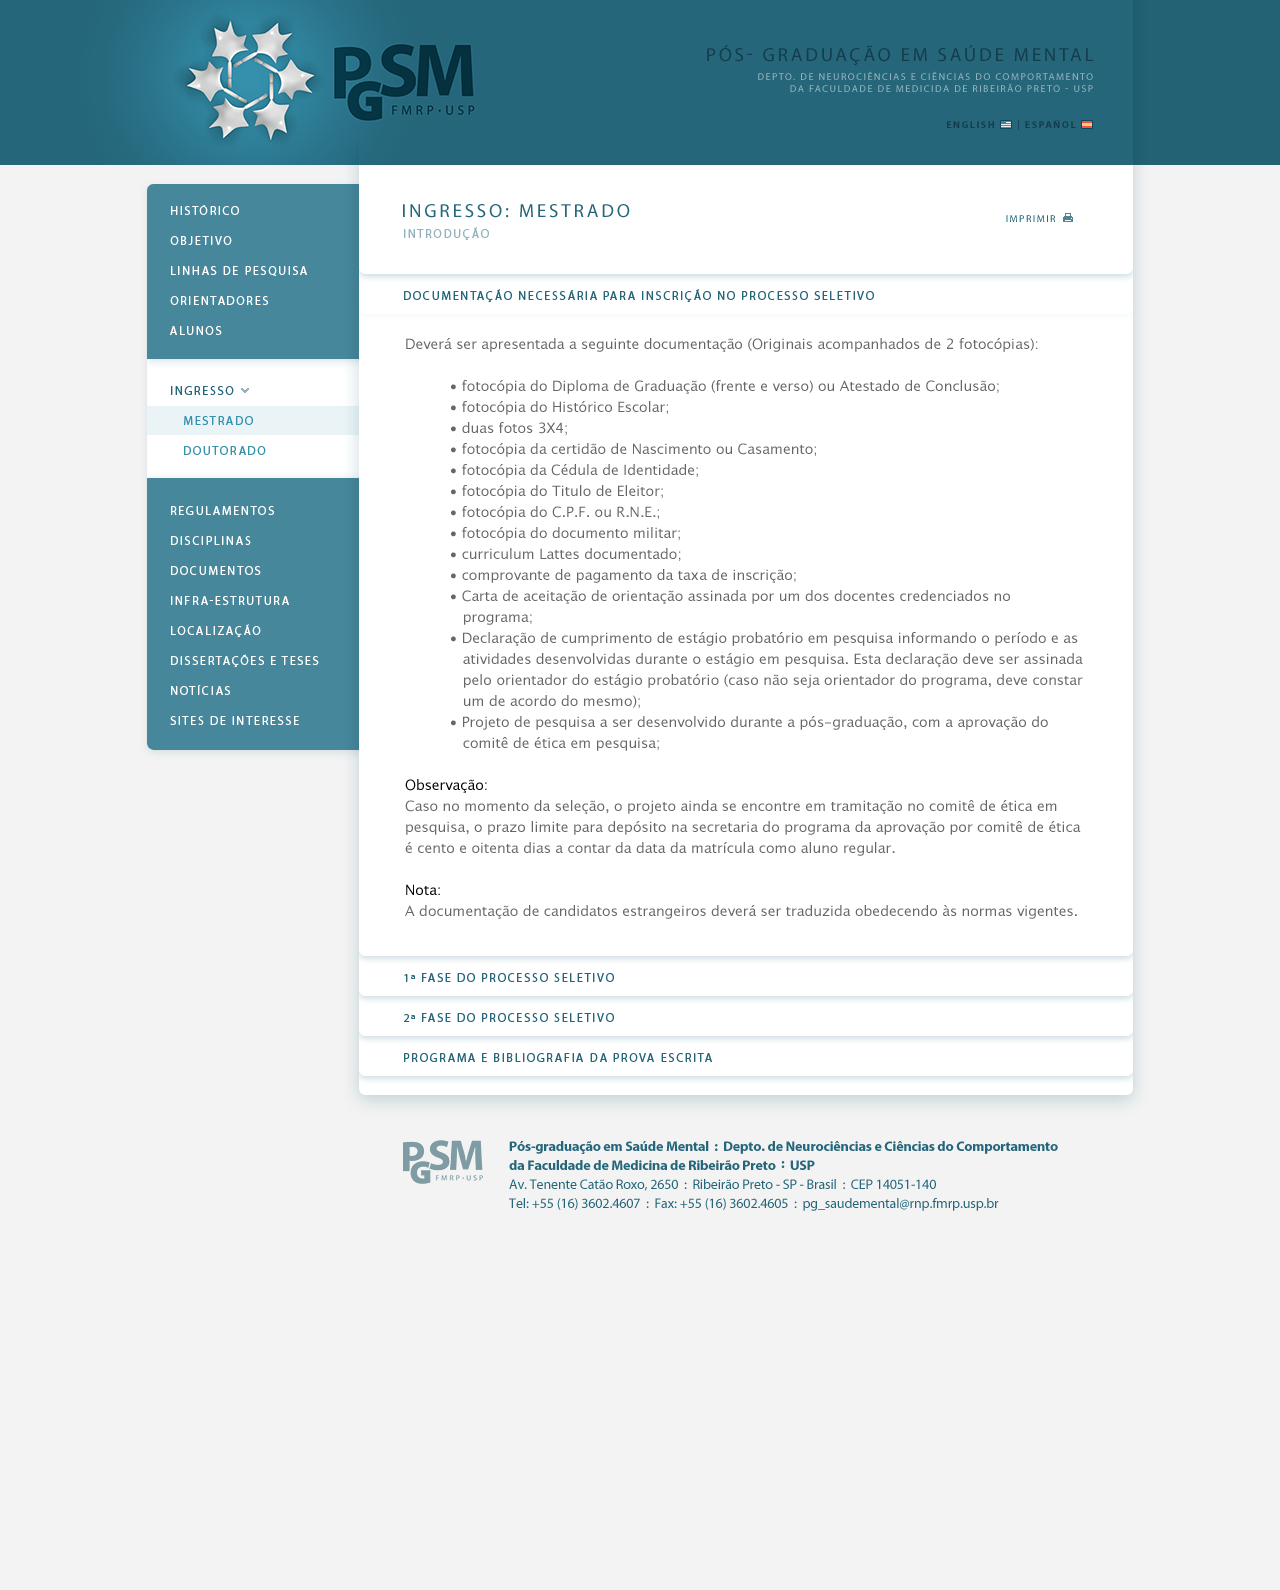 PGSM
FMRP·USP
PÓS- GRADUAÇÃO EM SAÚDE MENTAL
DEPTO. DE NEUROCIÊNCIAS E CIÊNCIAS DO COMPORTAMENTO
DA FACULDADE DE MEDICIDA DE RIBEIRÃO PRETO - USP
ENGLISH | ESPAÑOL
HISTÓRICO
OBJETIVO
LINHAS DE PESQUISA
ORIENTADORES
ALUNOS
INGRESSO
MESTRADO
DOUTORADO
REGULAMENTOS
DISCIPLINAS
DOCUMENTOS
INFRA-ESTRUTURA
LOCALIZAÇÃO
DISSERTAÇÕES E TESES
NOTÍCIAS
SITES DE INTERESSE
INGRESSO: MESTRADO
INTRODUÇÃO
IMPRIMIR
DOCUMENTAÇÃO NECESSÁRIA PARA INSCRIÇÃO NO PROCESSO SELETIVO
Deverá ser apresentada a seguinte documentação (Originais acompanhados de 2 fotocópias):
• fotocópia do Diploma de Graduação (frente e verso) ou Atestado de Conclusão;
• fotocópia do Histórico Escolar;
• duas fotos 3X4;
• fotocópia da certidão de Nascimento ou Casamento;
• fotocópia da Cédula de Identidade;
• fotocópia do Titulo de Eleitor;
• fotocópia do C.P.F. ou R.N.E.;
• fotocópia do documento militar;
• curriculum Lattes documentado;
• comprovante de pagamento da taxa de inscrição;
• Carta de aceitação de orientação assinada por um dos docentes credenciados no
programa;
• Declaração de cumprimento de estágio probatório em pesquisa informando o período e as
atividades desenvolvidas durante o estágio em pesquisa. Esta declaração deve ser assinada
pelo orientador do estágio probatório (caso não seja orientador do programa, deve constar
um de acordo do mesmo);
• Projeto de pesquisa a ser desenvolvido durante a pós-graduação, com a aprovação do
comitê de ética em pesquisa;
Observação:
Caso no momento da seleção, o projeto ainda se encontre em tramitação no comitê de ética em
pesquisa, o prazo limite para depósito na secretaria do programa da aprovação por comitê de ética
é cento e oitenta dias a contar da data da matrícula como aluno regular.
Nota:
A documentação de candidatos estrangeiros deverá ser traduzida obedecendo às normas vigentes.
1ª FASE DO PROCESSO SELETIVO
2ª FASE DO PROCESSO SELETIVO
PROGRAMA E BIBLIOGRAFIA DA PROVA ESCRITA
PGSM
FMRP·USP
Pós-graduação em Saúde Mental : Depto. de Neurociências e Ciências do Comportamento
da Faculdade de Medicina de Ribeirão Preto : USP
Av. Tenente Catão Roxo, 2650 : Ribeirão Preto - SP - Brasil : CEP 14051-140
Tel: +55 (16) 3602.4607 : Fax: +55 (16) 3602.4605 : pg_saudemental@rnp.fmrp.usp.br